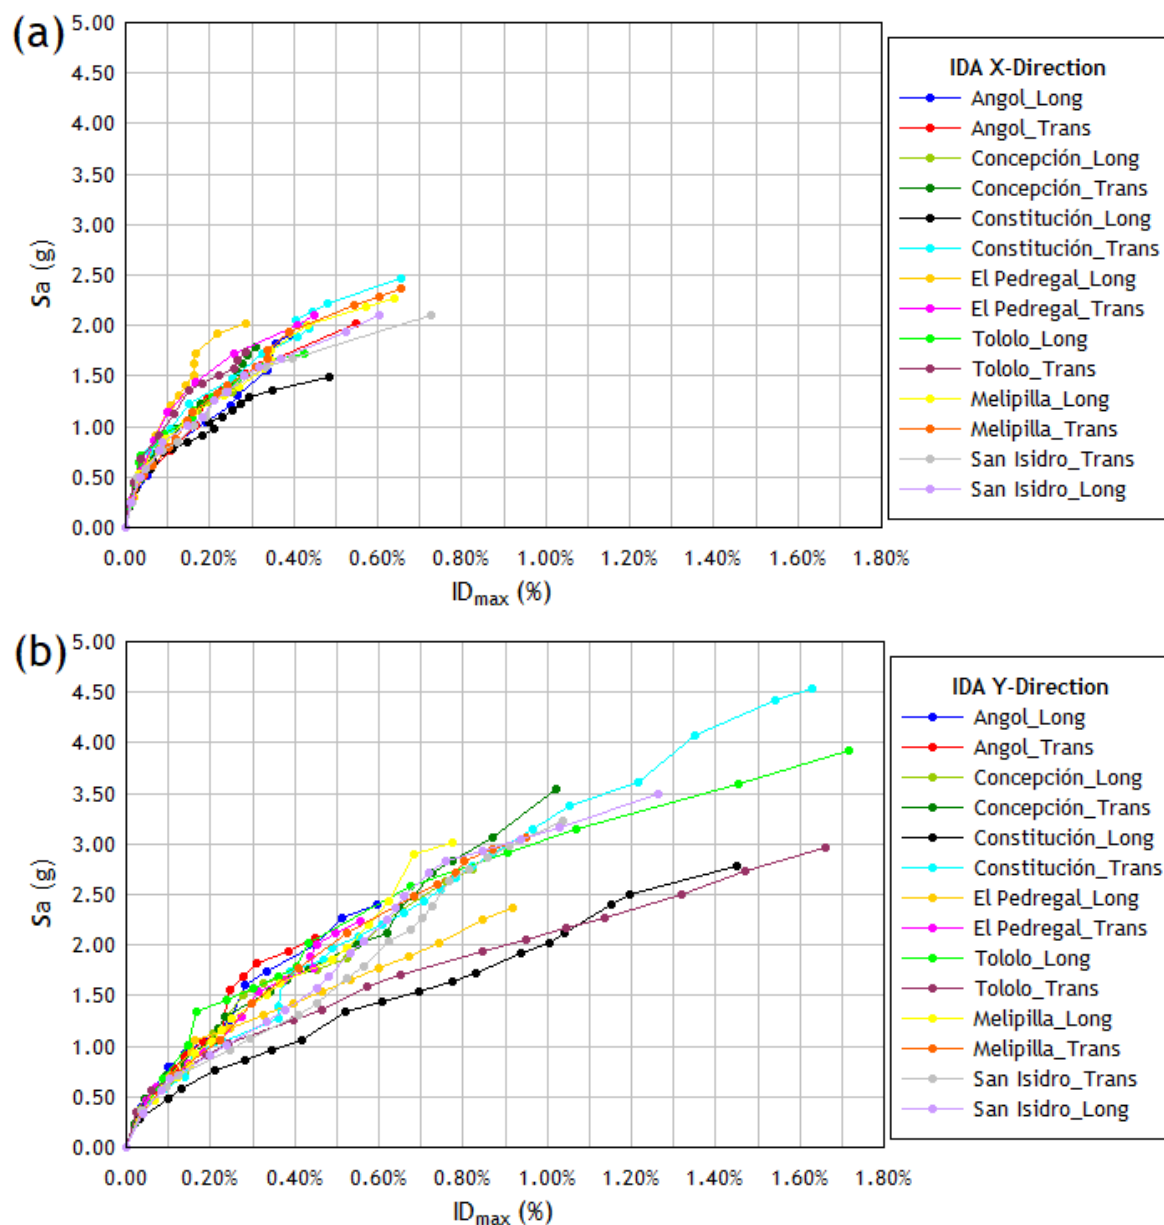 (a)
5.00
4.50
4.00
3.50
3.00
2.50
2.00
1.50
1.00
0.50
0.00
Sa (g)
0.00 0.20% 0.40% 0.60% 0.80% 1.00% 1.20% 1.40% 1.60% 1.80%
IDmax (%)
IDA X-Direction
Angol_Long
Angol_Trans
Concepción_Long
Concepción_Trans
Constitución_Long
Constitución_Trans
El Pedregal_Long
El Pedregal_Trans
Tololo_Long
Tololo_Trans
Melipilla_Long
Melipilla_Trans
San Isidro_Trans
San Isidro_Long
(b)
5.00
4.50
4.00
3.50
3.00
2.50
2.00
1.50
1.00
0.50
0.00
Sa (g)
0.00 0.20% 0.40% 0.60% 0.80% 1.00% 1.20% 1.40% 1.60% 1.80%
IDmax (%)
IDA Y-Direction
Angol_Long
Angol_Trans
Concepción_Long
Concepción_Trans
Constitución_Long
Constitución_Trans
El Pedregal_Long
El Pedregal_Trans
Tololo_Long
Tololo_Trans
Melipilla_Long
Melipilla_Trans
San Isidro_Trans
San Isidro_Long